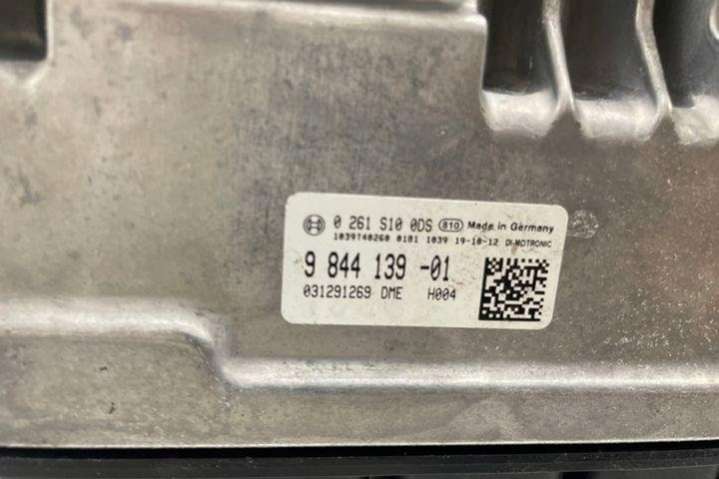 0 261 S10 0DS 810 Made in Germany
1039T40260 0181 1039 19-10-12 DI-MOTRONIC
9 844 139 -01
031291269 DME H004